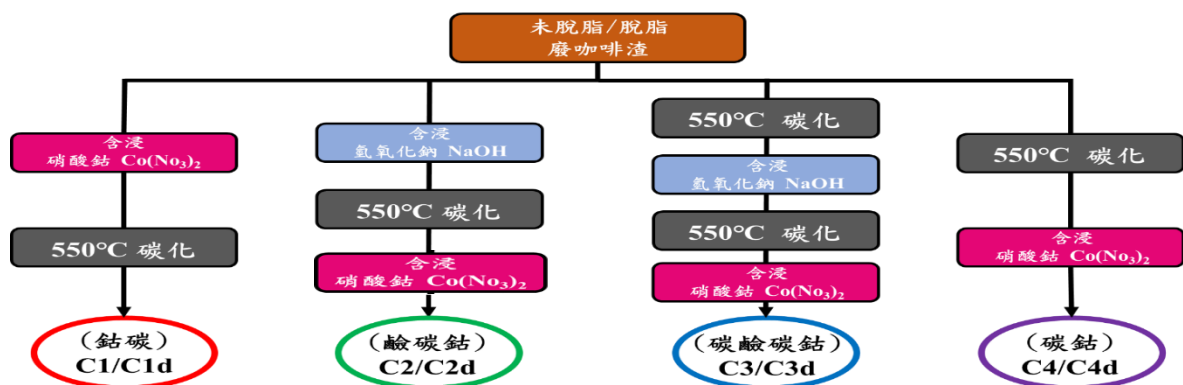 未脫脂/脫脂
廢咖啡渣
含浸
硝酸鈷 Co(No₃)₂
550°C 碳化
(鈷碳)
C1/C1d
含浸
氫氧化鈉 NaOH
550°C 碳化
含浸
硝酸鈷 Co(No₃)₂
(鹼碳鈷)
C2/C2d
550°C 碳化
含浸
氫氧化鈉 NaOH
550°C 碳化
含浸
硝酸鈷 Co(No₃)₂
(碳鹼碳鈷)
C3/C3d
550°C 碳化
含浸
硝酸鈷 Co(No₃)₂
(碳鈷)
C4/C4d